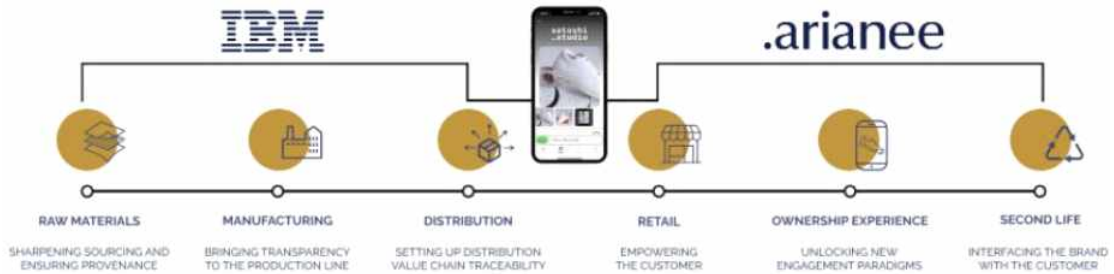 IBM
.arianee
satoshi
.studio
RAW MATERIALS
MANUFACTURING
DISTRIBUTION
RETAIL
OWNERSHIP EXPERIENCE
SECOND LIFE
SHARPENING SOURCING AND
ENSURING PROVENANCE
BRINGING TRANSPARENCY
TO THE PRODUCTION LINE
SETTING UP DISTRIBUTION
VALUE CHAIN TRACEABILITY
EMPOWERING
THE CUSTOMER
UNLOCKING NEW
ENGAGEMENT PARADIGMS
INTERFACING THE BRAND
WITH THE CUSTOMER